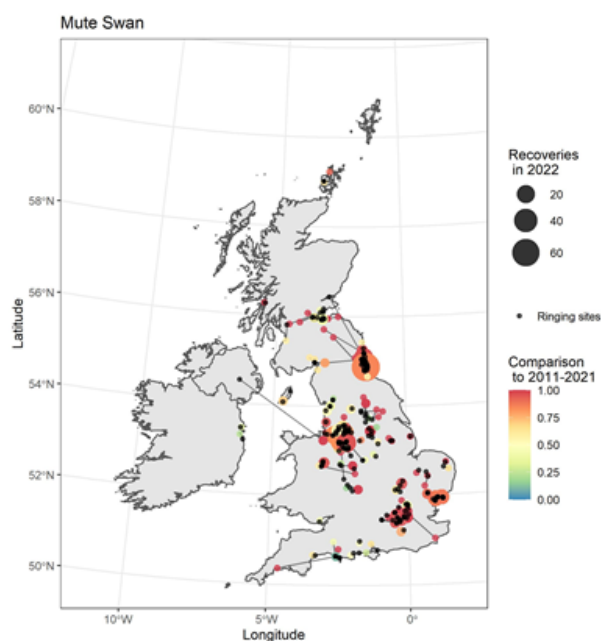 Mute Swan
60°N
58°N
56°N
54°N
52°N
50°N
Latitude
10°W
5°W
0°
Longitude
Recoveries
in 2022
20
40
60
Ringing sites
Comparison
to 2011-2021
1.00
0.75
0.50
0.25
0.00